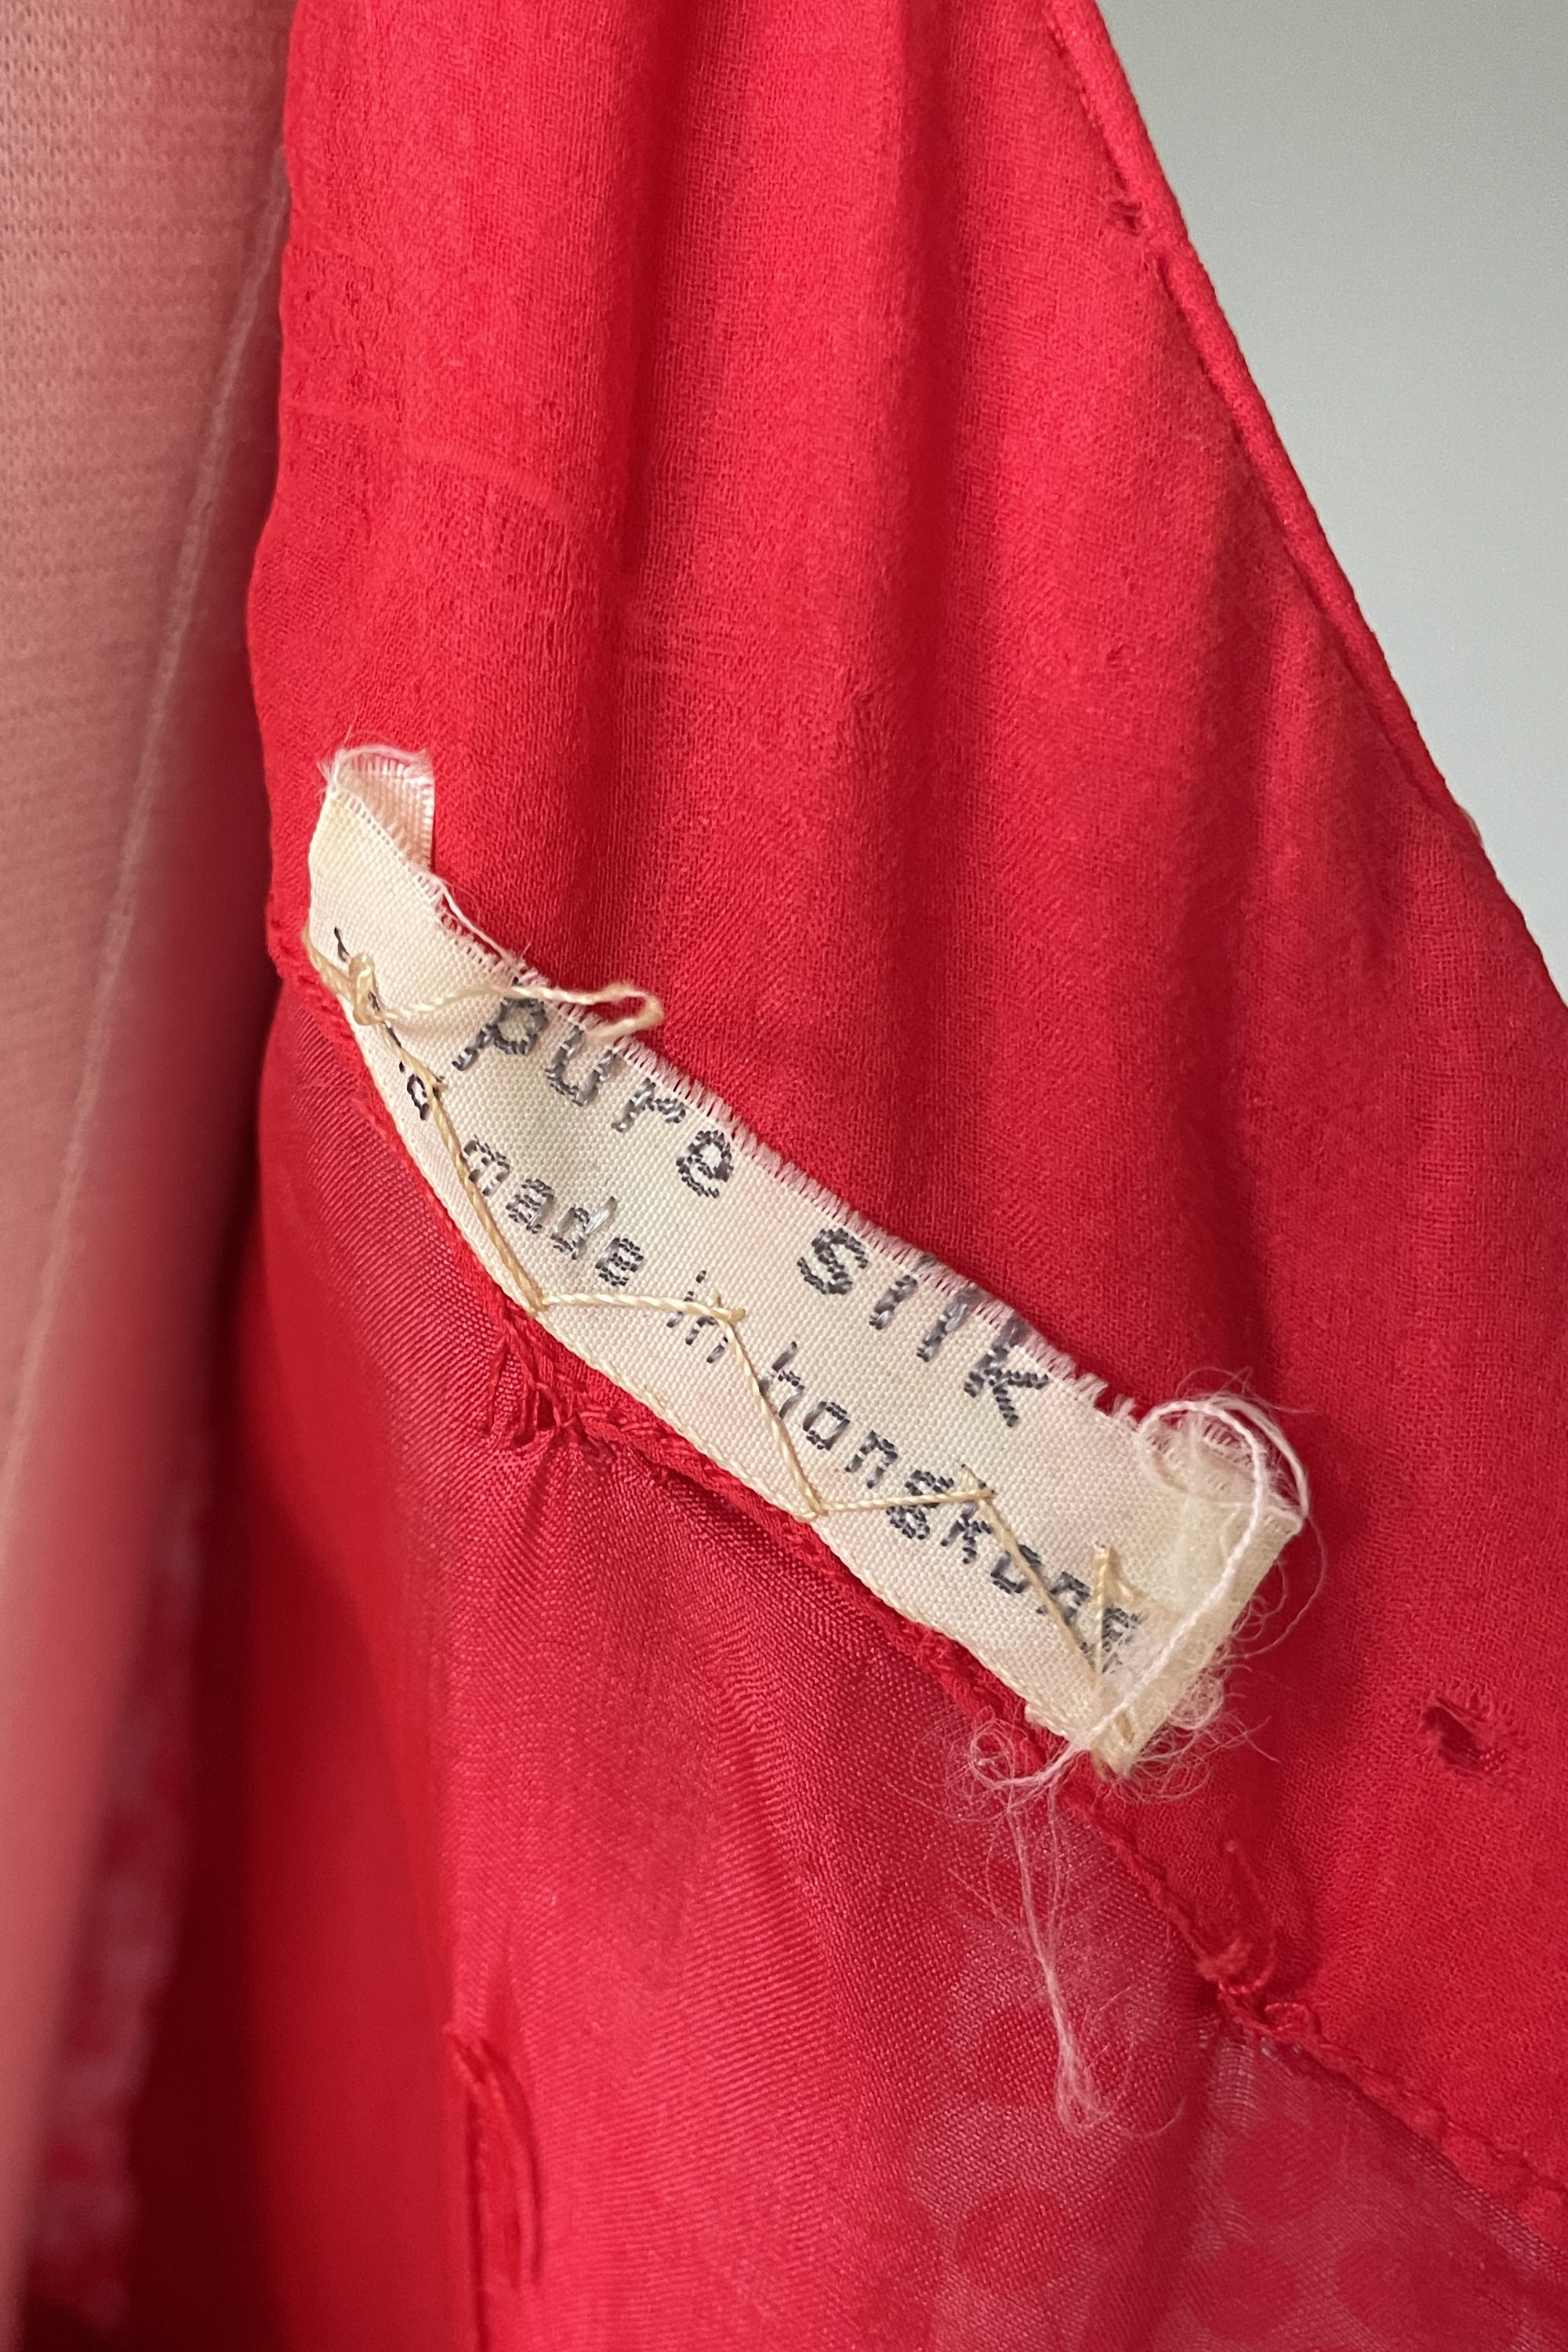 pure silk
made in hongkong